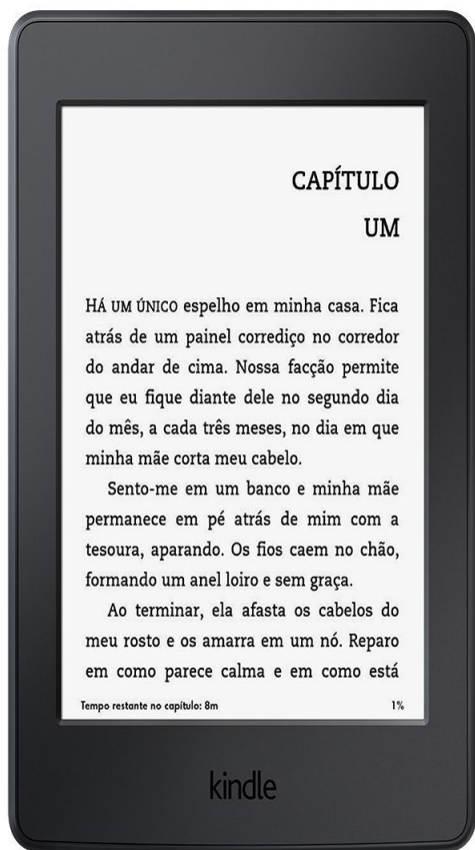 CAPÍTULO
UM
HÁ UM ÚNICO espelho em minha casa. Fica
atrás de um painel corrediço no corredor
do andar de cima. Nossa facção permite
que eu fique diante dele no segundo dia
do mês, a cada três meses, no dia em que
minha mãe corta meu cabelo.
Sento-me em um banco e minha mãe
permanece em pé atrás de mim com a
tesoura, aparando. Os fios caem no chão,
formando um anel loiro e sem graça.
Ao terminar, ela afasta os cabelos do
meu rosto e os amarra em um nó. Reparo
em como parece calma e em como está
Tempo restante no capítulo: 8m 1%
kindle